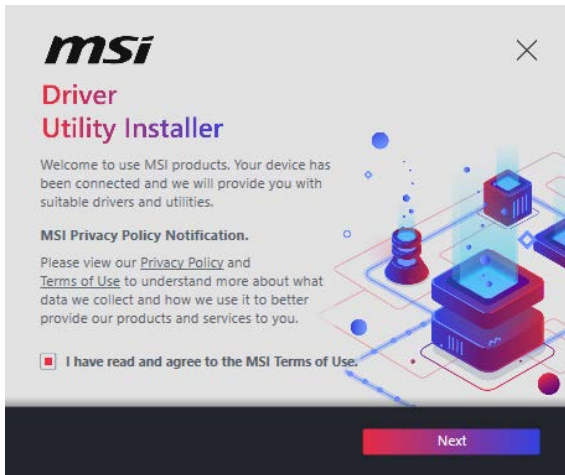 msi
Driver
Utility Installer
Welcome to use MSI products. Your device has
been connected and we will provide you with
suitable drivers and utilities.
MSI Privacy Policy Notification.
Please view our Privacy Policy and
Terms of Use to understand more about what
data we collect and how we use it to better
provide our products and services to you.
I have read and agree to the MSI Terms of Use.
Next